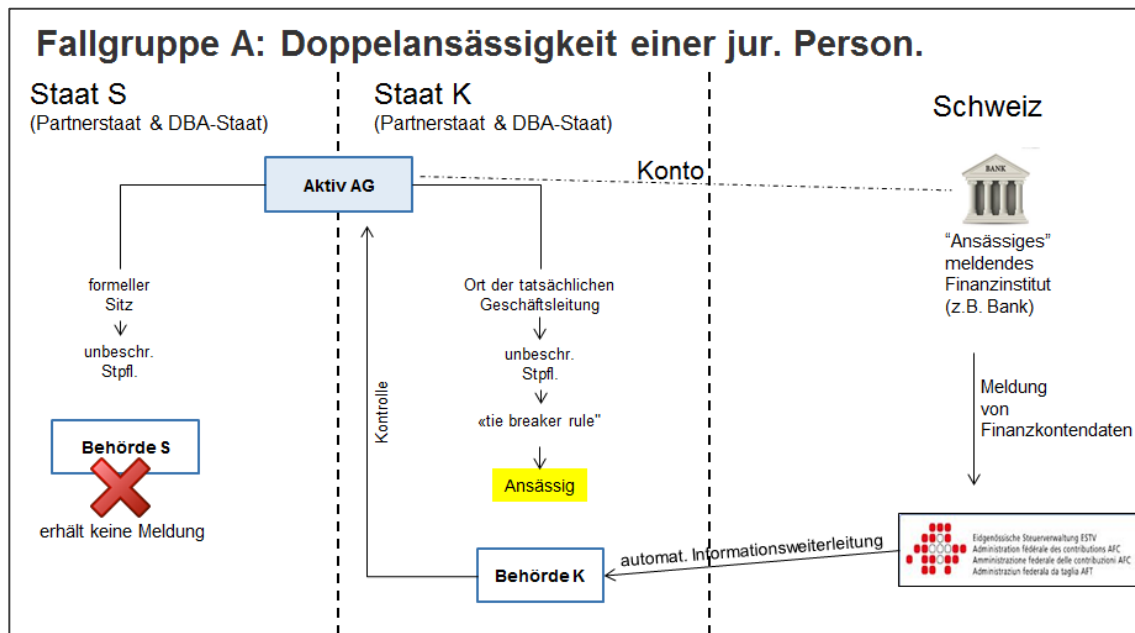 Fallgruppe A: Doppelansässigkeit einer jur. Person.
Staat S
(Partnerstaat & DBA-Staat)
Staat K
(Partnerstaat & DBA-Staat)
Schweiz
Aktiv AG
Konto
BANK
"Ansässiges"
meldendes
Finanzinstitut
(z.B. Bank)
formeller
Sitz
unbeschr.
Stpfl.
Ort der tatsächlichen
Geschäftsleitung
unbeschr.
Stpfl.
«tie breaker rule"
Ansässig
Kontrolle
Meldung
von
Finanzkontendaten
Behörde S
erhält keine Meldung
Behörde K
automat. Informationsweiterleitung
Eidgenössische Steuerverwaltung ESTV
Administration fédérale des contributions AFC
Amministrazione federale delle contribuzioni AFC
Administraziun federala da taglia AFT